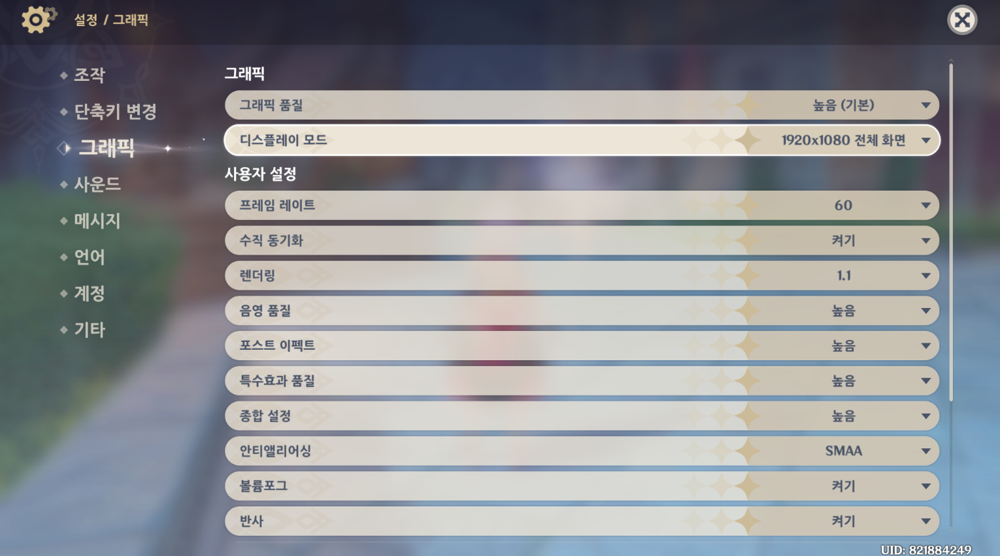 설정 / 그래픽
조작
단축키 변경
그래픽
사운드
메시지
언어
계정
기타
그래픽
그래픽 품질 높음 (기본)
디스플레이 모드 1920x1080 전체 화면
사용자 설정
프레임 레이트 60
수직 동기화 켜기
렌더링 1.1
음영 품질 높음
포스트 이펙트 높음
특수효과 품질 높음
종합 설정 높음
안티앨리어싱 SMAA
볼륨포그 켜기
반사 켜기
UID: 821884249